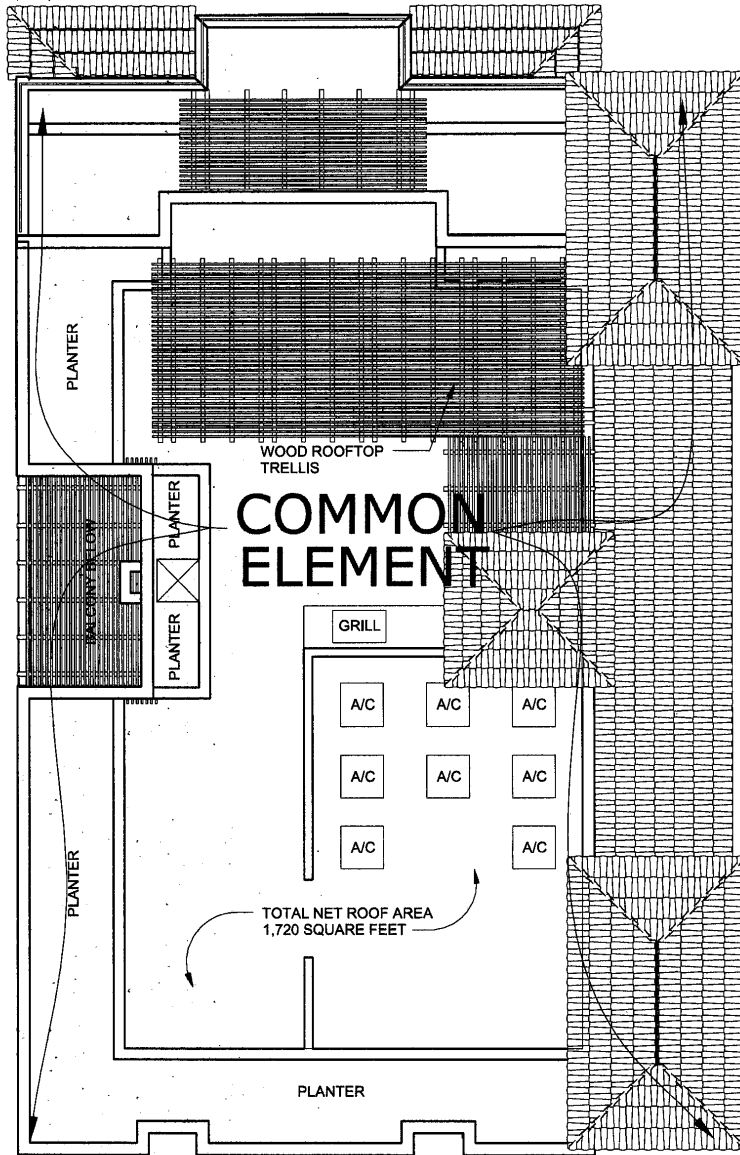 PLANTER
WOOD ROOFTOP
TRELLIS
COMMON
ELEMENT
PLANTER
BALCONY BELOW
PLANTER
GRILL
A/C A/C A/C
A/C A/C A/C
A/C A/C
PLANTER
TOTAL NET ROOF AREA
1,720 SQUARE FEET
PLANTER